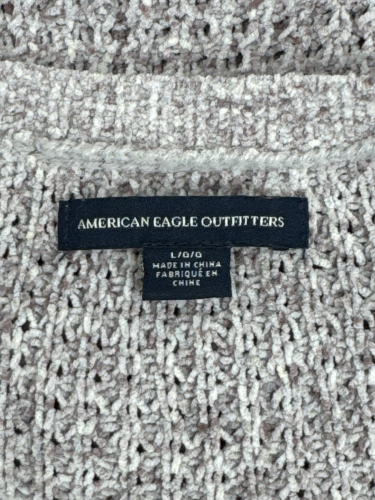 AMERICAN EAGLE OUTFITTERS
L/G/G
MADE IN CHINA
FABRIQUÉ EN
CHINE